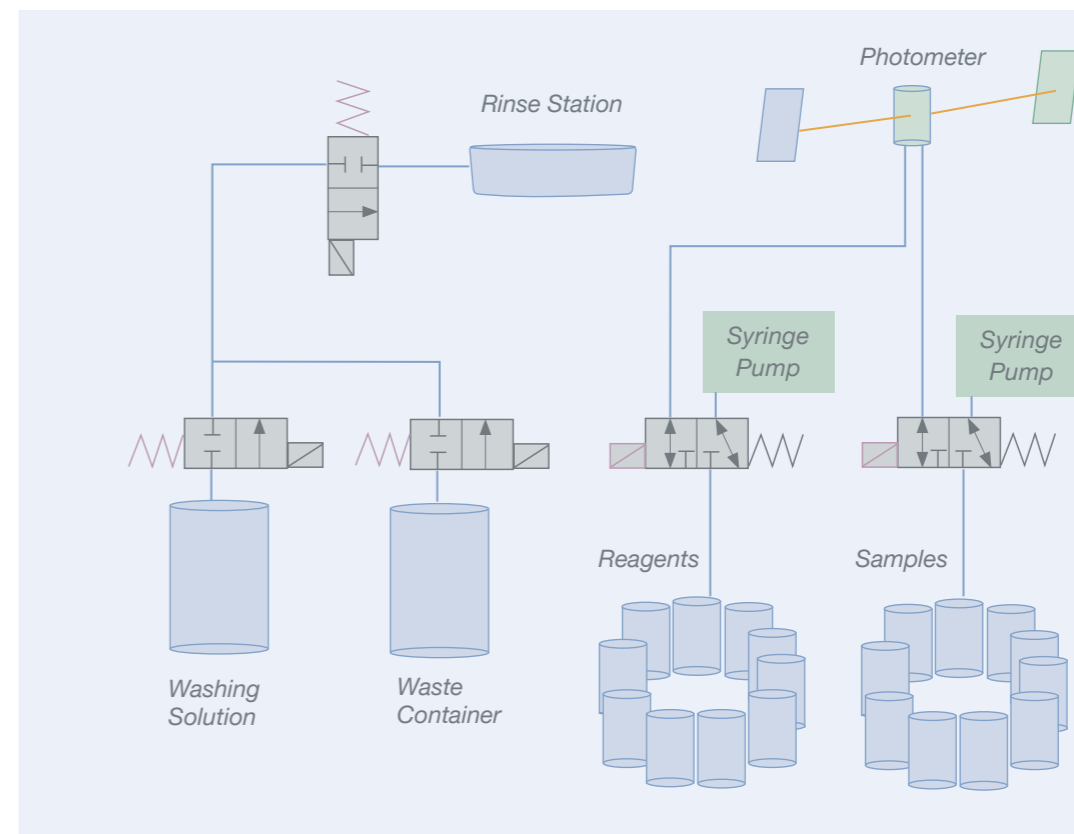 Photometer
Rinse Station
Syringe
Pump
Syringe
Pump
Reagents
Samples
Washing
Solution
Waste
Container